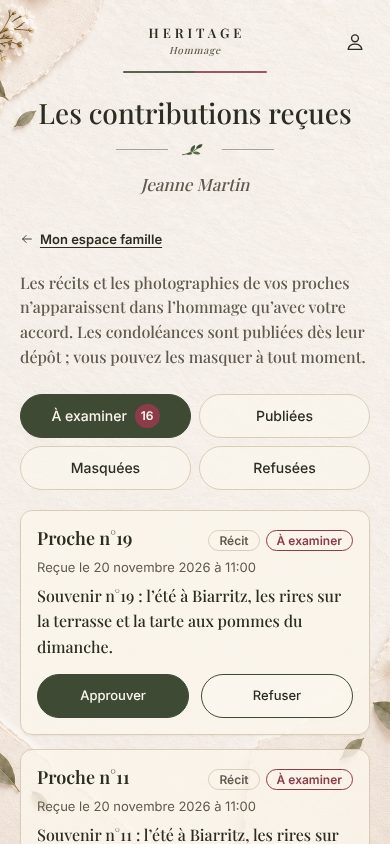 HERITAGE
Hommage
Les contributions reçues
Jeanne Martin
← Mon espace famille
Les récits et les photographies de vos proches
n’apparaissent dans l’hommage qu’avec votre
accord. Les condoléances sont publiées dès leur
dépôt ; vous pouvez les masquer à tout moment.
À examiner 16
Publiées
Masquées
Refusées
Proche n°19
Récit
À examiner
Reçue le 20 novembre 2026 à 11:00
Souvenir n°19 : l’été à Biarritz, les rires sur
la terrasse et la tarte aux pommes du
dimanche.
Approuver
Refuser
Proche n°11
Récit
À examiner
Reçue le 20 novembre 2026 à 11:00
Souvenir n°11 : l’été à Biarritz, les rires sur